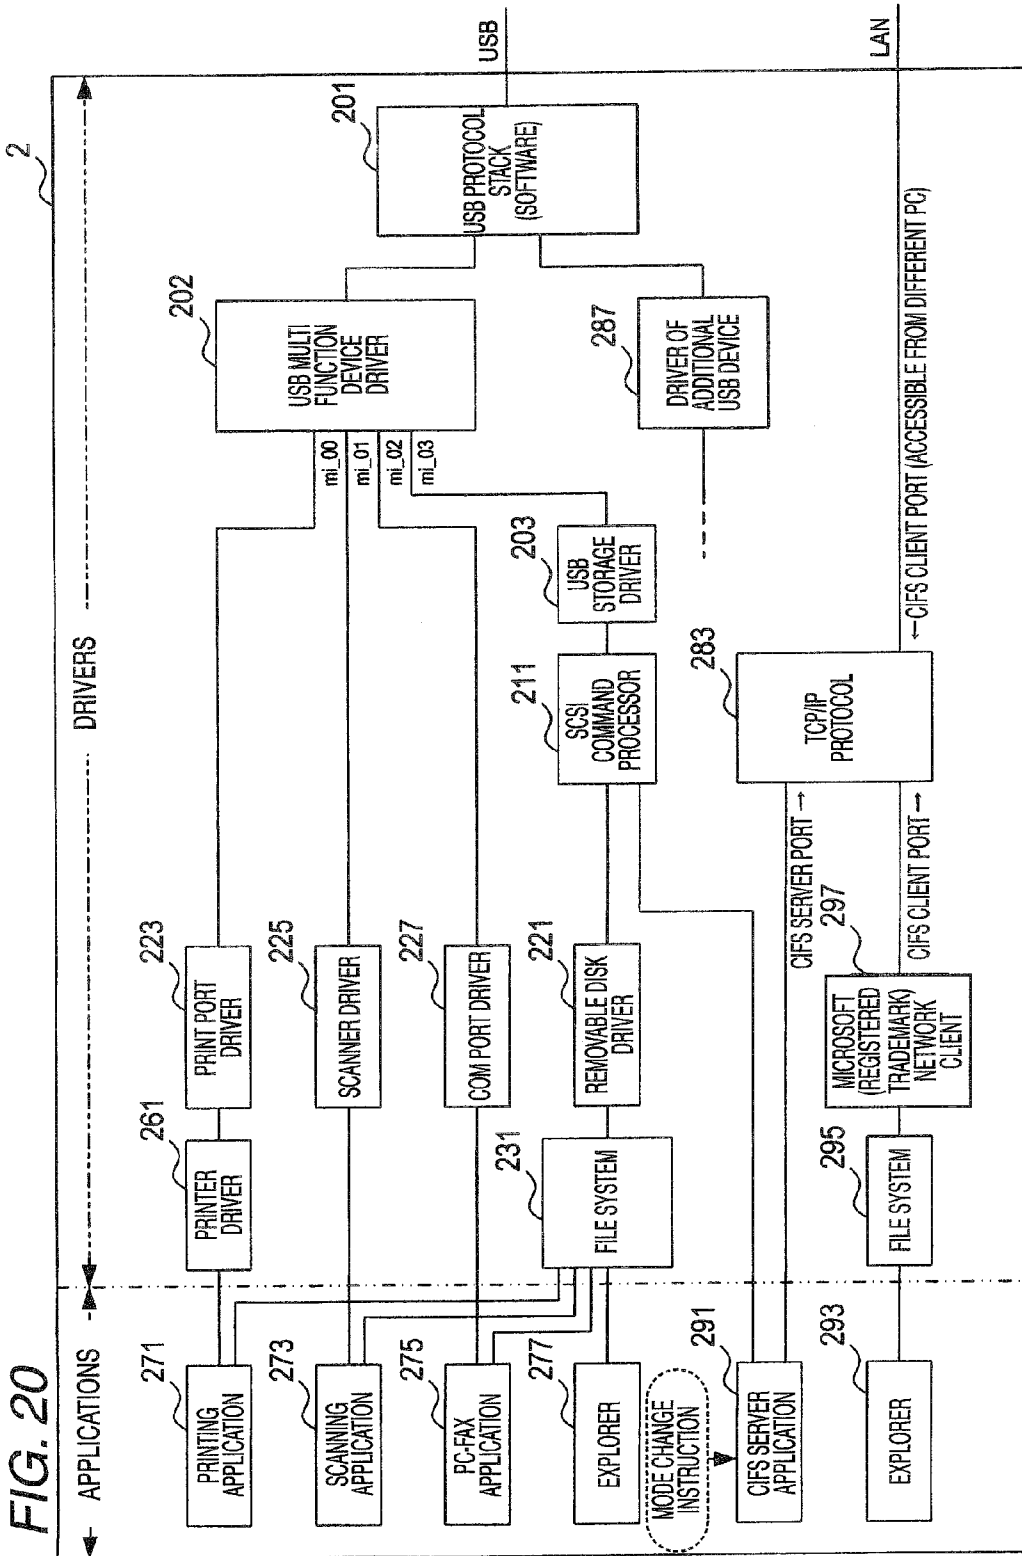 FIG. 20
APPLICATIONS
DRIVERS
2
271
PRINTING
APPLICATION
261
PRINTER
DRIVER
223
PRINT PORT
DRIVER
202
USB MULTI
FUNCTION
DEVICE
DRIVER
mi_00
mi_01
mi_02
mi_03
201
USB PROTOCOL
STACK
(SOFTWARE)
USB
273
SCANNING
APPLICATION
225
SCANNER DRIVER
275
PC-FAX
APPLICATION
227
COM PORT DRIVER
277
EXPLORER
231
FILE SYSTEM
221
REMOVABLE DISK
DRIVER
211
SCSI
COMMAND
PROCESSOR
203
USB
STORAGE
DRIVER
287
DRIVER OF
ADDITIONAL
USB DEVICE
MODE CHANGE
INSTRUCTION
291
CIFS SERVER
APPLICATION
CIFS SERVER PORT →
283
TCP/IP
PROTOCOL
293
EXPLORER
295
FILE SYSTEM
297
MICROSOFT
(REGISTERED
TRADEMARK)
NETWORK
CLIENT
CIFS CLIENT PORT →
← CIFS CLIENT PORT (ACCESSIBLE FROM DIFFERENT PC)
LAN